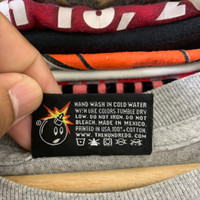 HAND WASH IN COLD WATER
WITH LIKE COLORS TUMBLE DRY
LOW. DO NOT IRON. DO NOT
BLEACH. MADE IN MEXICO.
PRINTED IN USA.100% COTTON.
WWW.THEHUNDREDS.COM